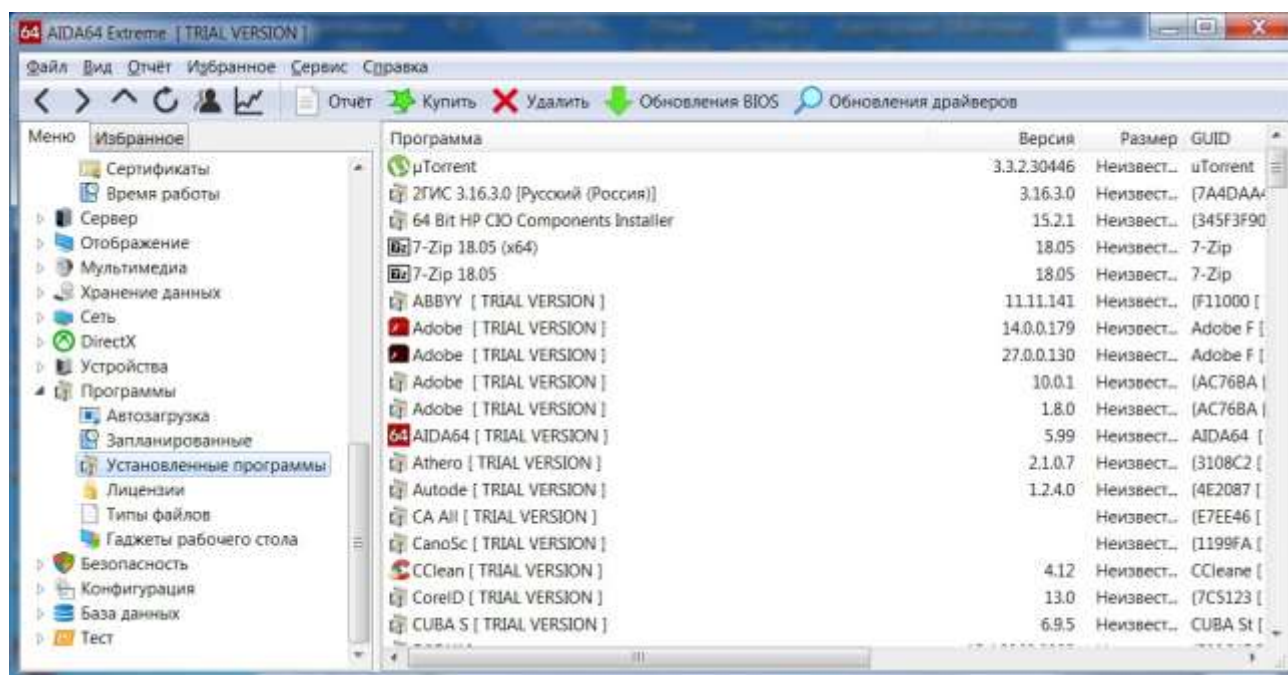 64 AIDA64 Extreme [ TRIAL VERSION ]
Файл Вид Отчёт Избранное Сервис Справка
Отчёт Купить Удалить Обновления BIOS Обновления драйверов
Меню Избранное
Сертификаты
Время работы
Сервер
Отображение
Мультимедиа
Хранение данных
Сеть
DirectX
Устройства
Программы
Автозагрузка
Запланированные
Установленные программы
Лицензии
Типы файлов
Гаджеты рабочего стола
Безопасность
Конфигурация
База данных
Тест
Программа Версия Размер GUID
µTorrent 3.3.2.30446 Неизвест... uTorrent
2ГИС 3.16.3.0 [Русский (Россия)] 3.16.3.0 Неизвест... {7A4DAA4
64 Bit HP CIO Components Installer 15.2.1 Неизвест... {345F3F90
7-Zip 18.05 (x64) 18.05 Неизвест... 7-Zip
7-Zip 18.05 18.05 Неизвест... 7-Zip
ABBYY [ TRIAL VERSION ] 11.11.141 Неизвест... {F11000 [
Adobe [ TRIAL VERSION ] 14.0.0.179 Неизвест... Adobe F [
Adobe [ TRIAL VERSION ] 27.0.0.130 Неизвест... Adobe F [
Adobe [ TRIAL VERSION ] 10.0.1 Неизвест... {AC76BA [
Adobe [ TRIAL VERSION ] 1.8.0 Неизвест... {AC76BA [
64 AIDA64 [ TRIAL VERSION ] 5.99 Неизвест... AIDA64 [
Athero [ TRIAL VERSION ] 2.1.0.7 Неизвест... {3108C2 [
Autode [ TRIAL VERSION ] 1.2.4.0 Неизвест... {4E2087 [
CA All [ TRIAL VERSION ] Неизвест... {E7EE46 [
CanoSc [ TRIAL VERSION ] Неизвест... {1199FA [
CClean [ TRIAL VERSION ] 4.12 Неизвест... CCleane [
CorelD [ TRIAL VERSION ] 13.0 Неизвест... {7C5123 [
CUBA S [ TRIAL VERSION ] 6.9.5 Неизвест... CUBA St [